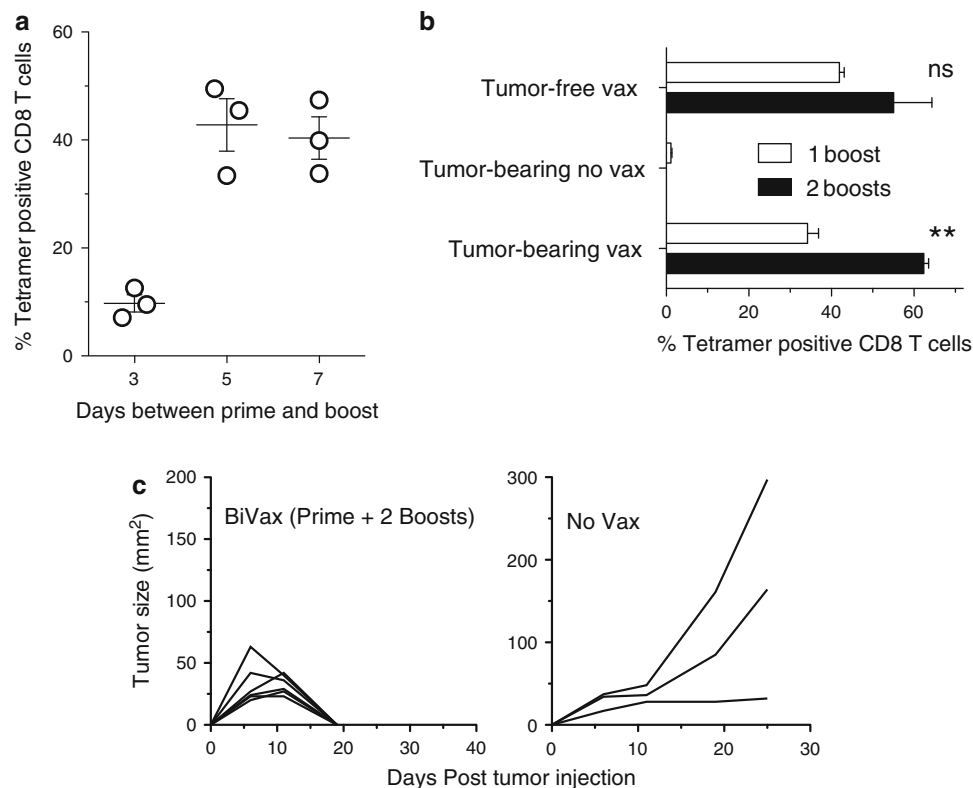 a
60
40
20
0
% Tetramer positive CD8 T cells
3 5 7
Days between prime and boost
b
Tumor-free vax
Tumor-bearing no vax
Tumor-bearing vax
ns
1 boost
2 boosts
**
0 20 40 60
% Tetramer positive CD8 T cells
c
200
150
100
50
0
Tumor size (mm²)
BiVax (Prime + 2 Boosts)
0 10 20 30 40
300
200
100
0
No Vax
0 10 20 30
Days Post tumor injection